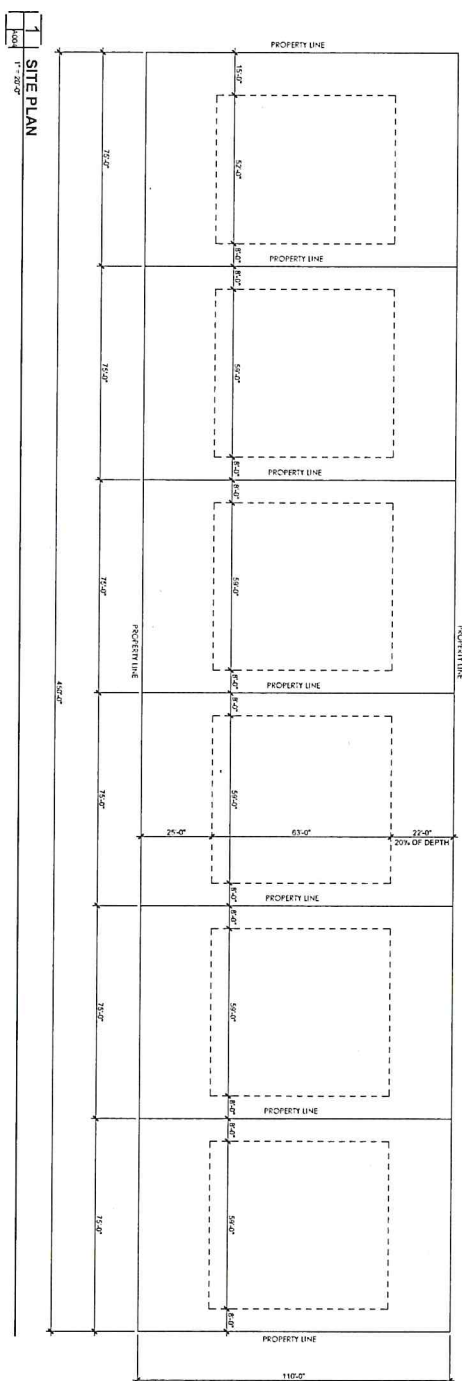 1
SITE PLAN
1" = 20'-0"
PROPERTY LINE
15'-0"
52'-0"
8'-0"
75'-0"
PROPERTY LINE
8'-0"
59'-0"
8'-0"
75'-0"
PROPERTY LINE
8'-0"
59'-0"
8'-0"
75'-0"
PROPERTY LINE
PROPERTY LINE
450'-0"
PROPERTY LINE
8'-0"
59'-0"
8'-0"
75'-0"
25'-0"
63'-0"
22'-0"
20% OF DEPTH
PROPERTY LINE
8'-0"
59'-0"
8'-0"
75'-0"
PROPERTY LINE
8'-0"
59'-0"
8'-0"
75'-0"
PROPERTY LINE
110'-0"